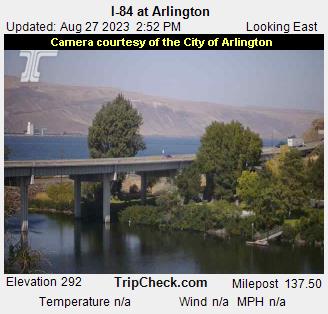 I-84 at Arlington
Updated: Aug 27 2023 2:52 PM Looking East
Camera courtesy of the City of Arlington
Elevation 292 TripCheck.com Milepost 137.50
Temperature n/a Wind n/a MPH n/a